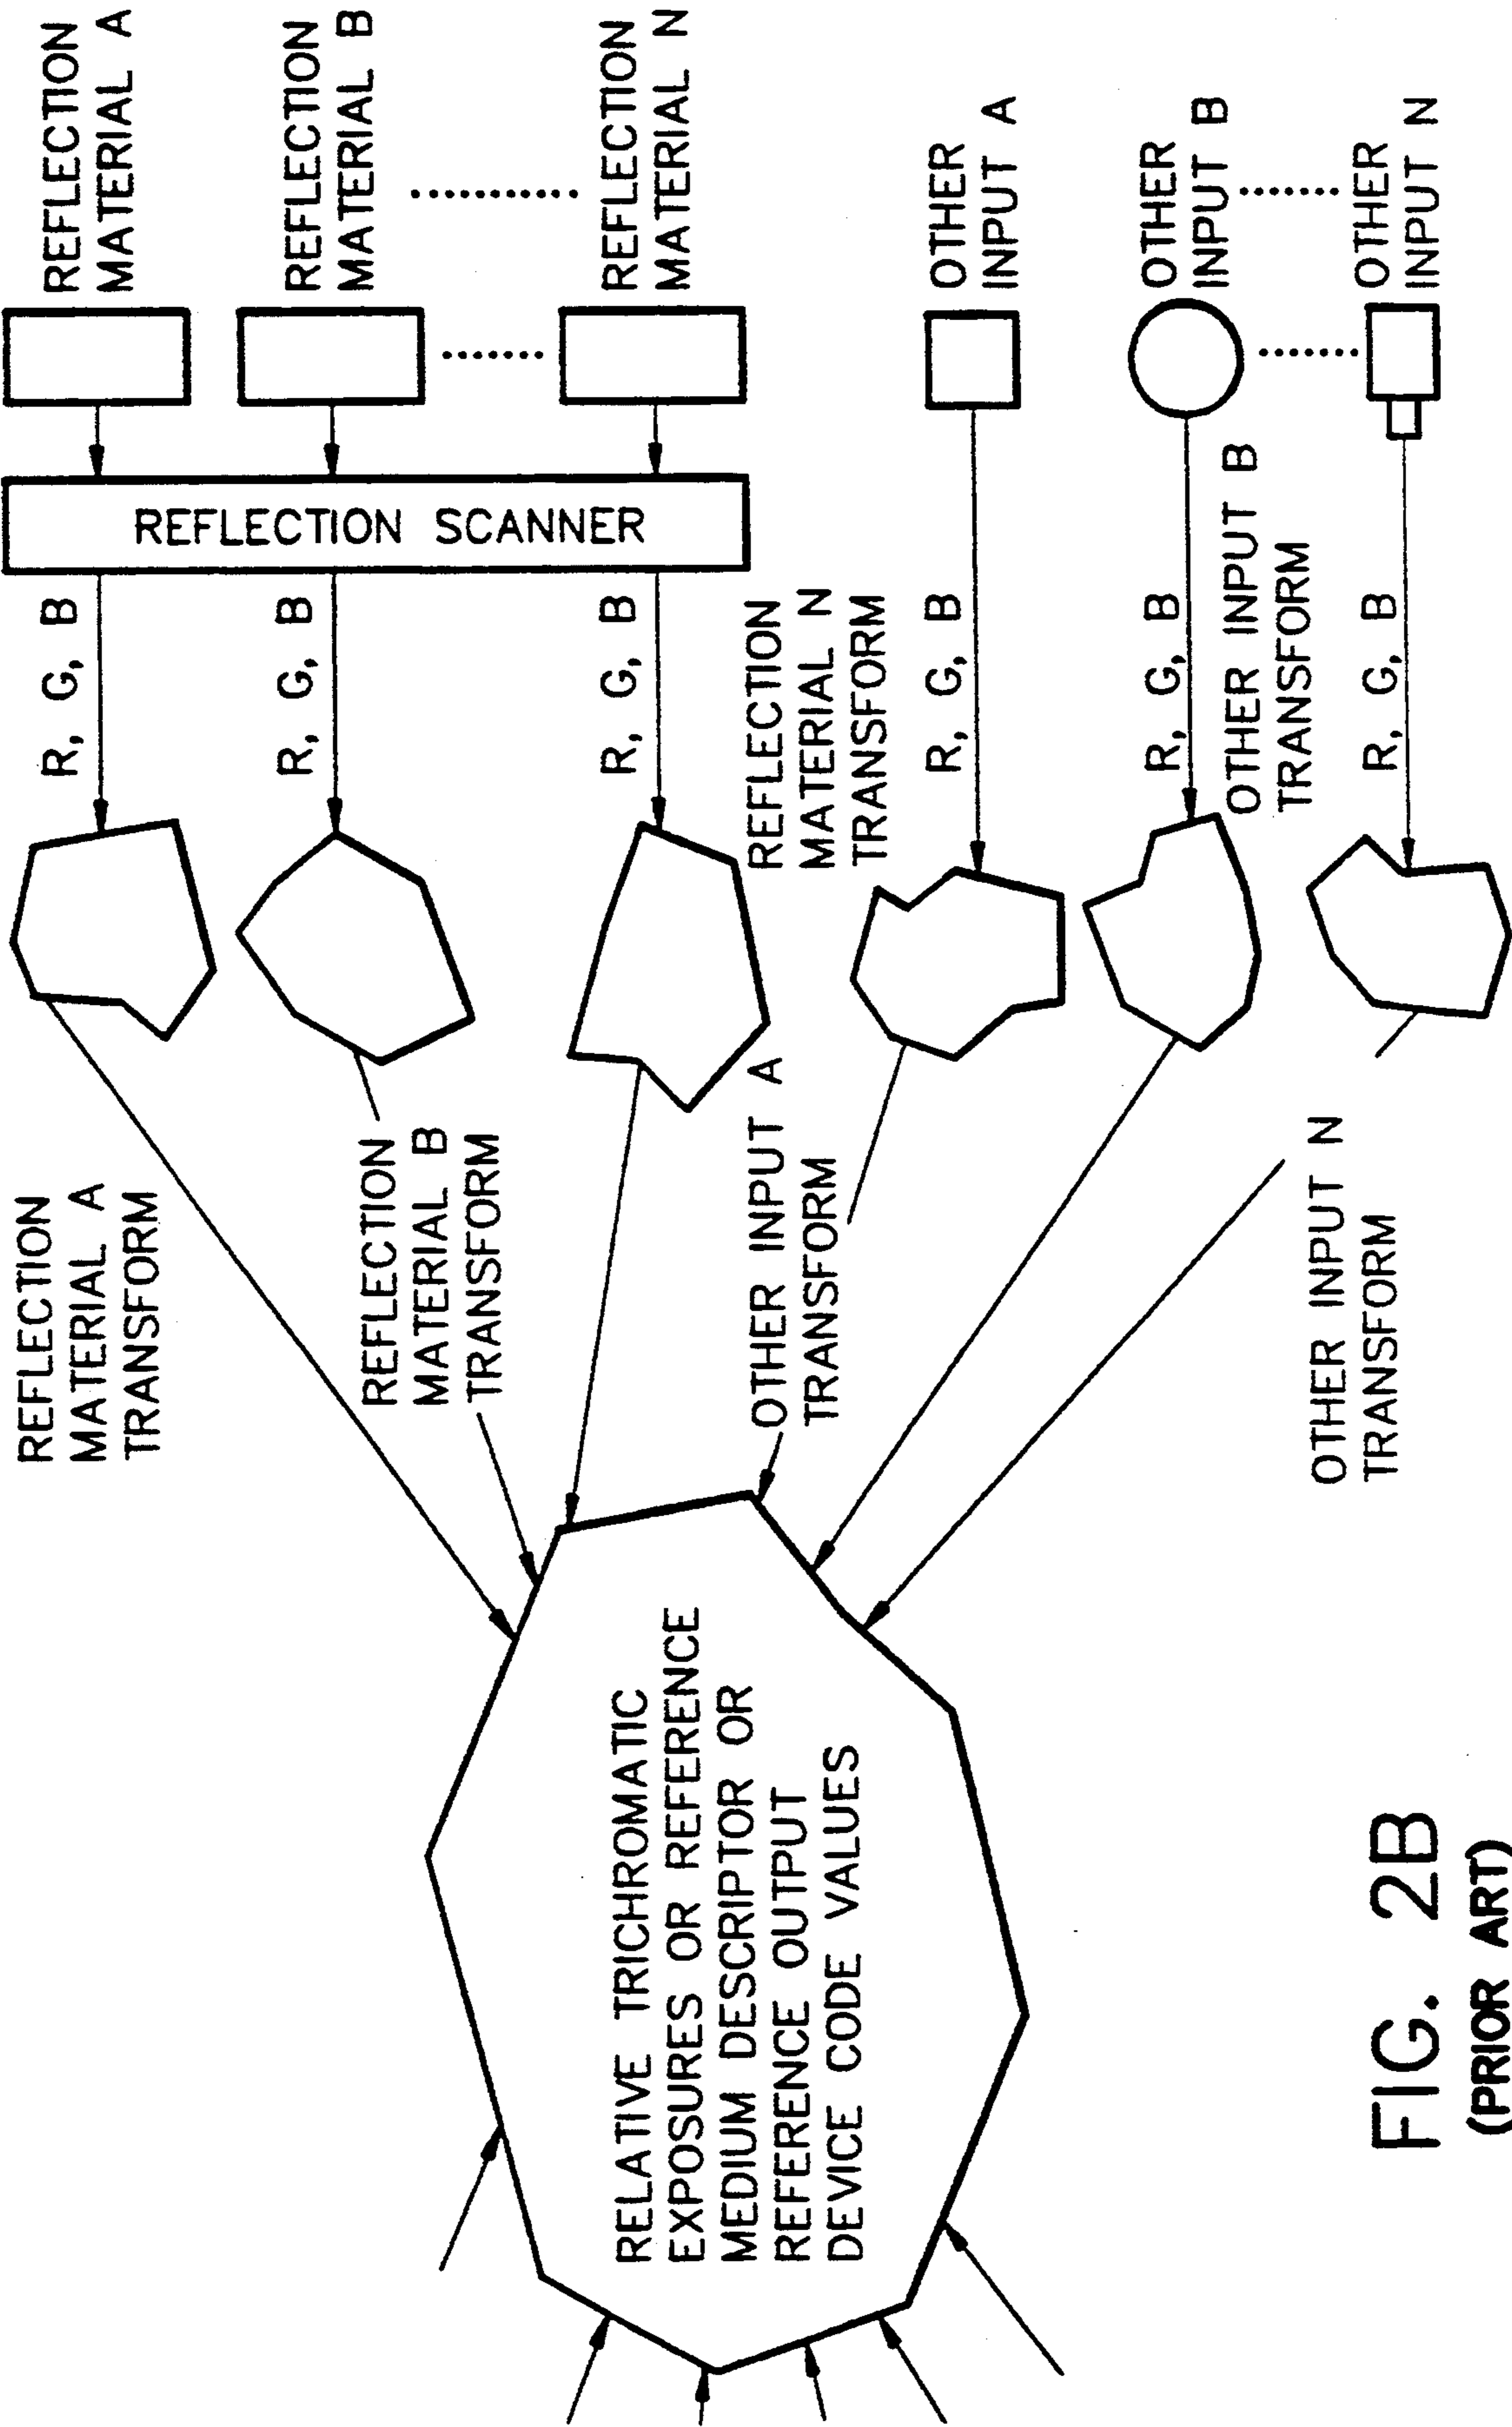 REFLECTION
MATERIAL A
REFLECTION
MATERIAL B
REFLECTION
MATERIAL N
OTHER
INPUT A
OTHER
INPUT B
OTHER
INPUT N
REFLECTION SCANNER
R, G, B
R, G, B
R, G, B
R, G, B
R, G, B
R, G, B
REFLECTION
MATERIAL A
TRANSFORM
REFLECTION
MATERIAL B
TRANSFORM
REFLECTION
MATERIAL N
TRANSFORM
OTHER INPUT A
TRANSFORM
OTHER INPUT B
TRANSFORM
OTHER INPUT N
TRANSFORM
RELATIVE TRICHROMATIC
EXPOSURES OR REFERENCE
MEDIUM DESCRIPTOR OR
REFERENCE OUTPUT
DEVICE CODE VALUES
FIG. 2B
(PRIOR ART)